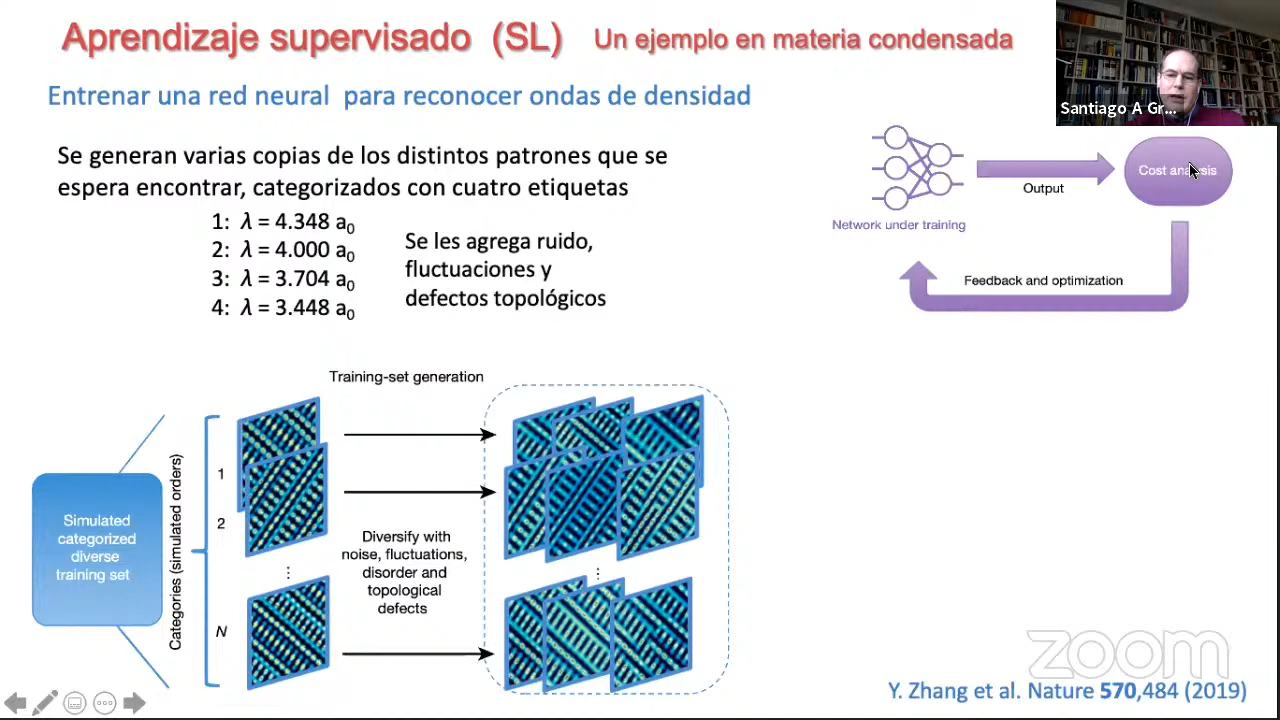 Aprendizaje supervisado (SL) Un ejemplo en materia condensada
Santiago A Gr...
Entrenar una red neural para reconocer ondas de densidad
Se generan varias copias de los distintos patrones que se
espera encontrar, categorizados con cuatro etiquetas
1: λ = 4.348 a₀
2: λ = 4.000 a₀
3: λ = 3.704 a₀
4: λ = 3.448 a₀
Se les agrega ruido,
fluctuaciones y
defectos topológicos
Network under training
Output
Cost analysis
Feedback and optimization
Training-set generation
Simulated
categorized
diverse
training set
Categories (simulated orders)
1
2
⋮
N
Diversify with
noise, fluctuations,
disorder and
topological
defects
⋮
zoom
Y. Zhang et al. Nature 570,484 (2019)